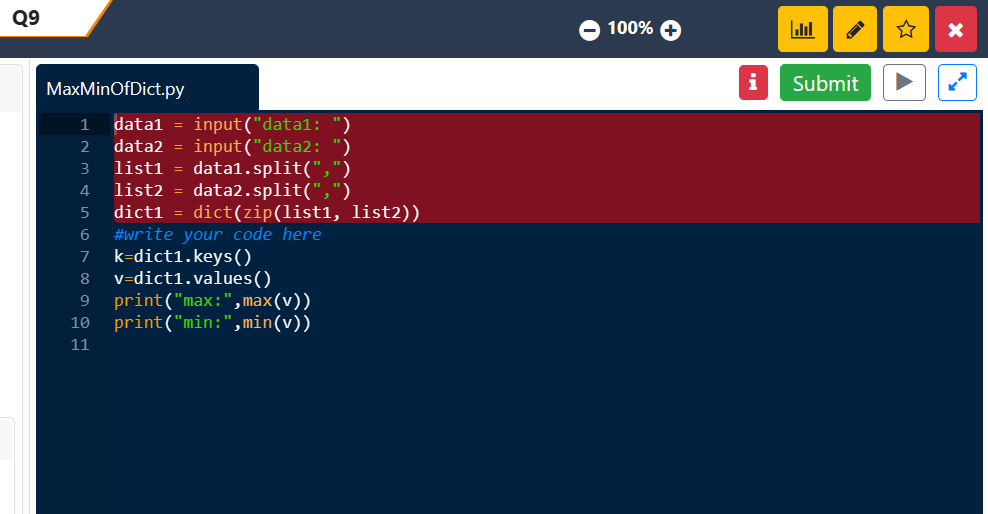 Q9
100%
MaxMinOfDict.py
Submit
1 data1 = input("data1: ")
2 data2 = input("data2: ")
3 list1 = data1.split(",")
4 list2 = data2.split(",")
5 dict1 = dict(zip(list1, list2))
6 #write your code here
7 k=dict1.keys()
8 v=dict1.values()
9 print("max:",max(v))
10 print("min:",min(v))
11